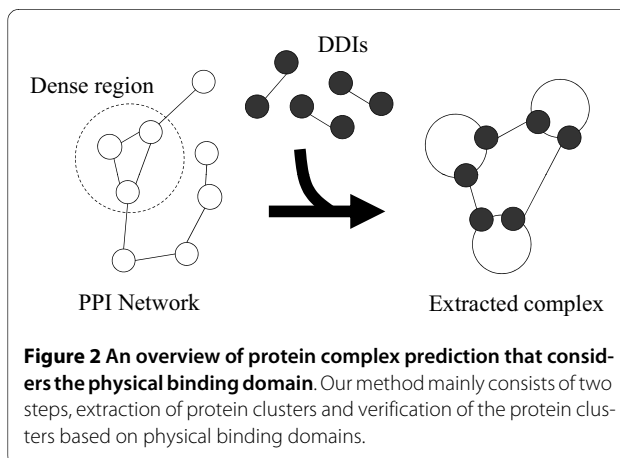 DDIs
Dense region
PPI Network
Extracted complex
Figure 2 An overview of protein complex prediction that consid-
ers the physical binding domain. Our method mainly consists of two
steps, extraction of protein clusters and verification of the protein clus-
ters based on physical binding domains.